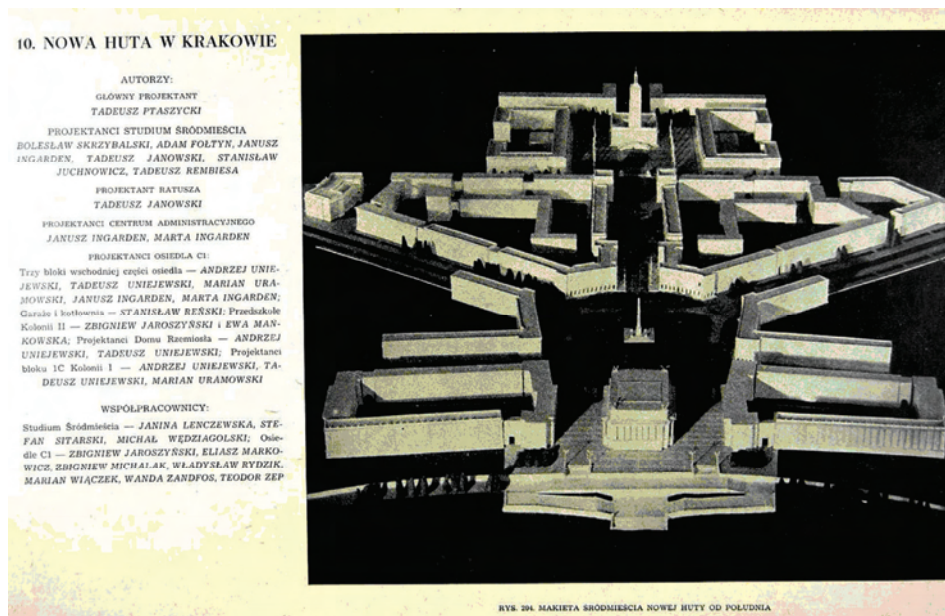 10. NOWA HUTA W KRAKOWIE
AUTORZY:
GŁÓWNY PROJEKTANT
TADEUSZ PTASZYCKI
PROJEKTANCI STUDIUM ŚRÓDMIEŚCIA
BOLESŁAW SKRZYBALSKI, ADAM FOŁTYN, JANUSZ
INGARDEN, TADEUSZ JANOWSKI, STANISŁAW
JUCHNOWICZ, TADEUSZ REMBIESA
PROJEKTANT RATUSZA
TADEUSZ JANOWSKI
PROJEKTANCI CENTRUM ADMINISTRACYJNEGO
JANUSZ INGARDEN, MARTA INGARDEN
PROJEKTANCI OSIEDLA C1:
Trzy bloki wschodniej części osiedla — ANDRZEJ UNIE-
JEWSKI, TADEUSZ UNIEJEWSKI, MARIAN URA-
MOWSKI, JANUSZ INGARDEN, MARTA INGARDEN;
Garaże i kotłownia — STANISŁAW REŃSKI; Przedszkole
Kolonii II — ZBIGNIEW JAROSZYŃSKI i EWA MAŃ-
KOWSKA; Projektanci Domu Rzemiosła — ANDRZEJ
UNIEJEWSKI, TADEUSZ UNIEJEWSKI; Projektanci
bloku 1C Kolonii I — ANDRZEJ UNIEJEWSKI, TA-
DEUSZ UNIEJEWSKI, MARIAN URAMOWSKI
WSPÓŁPRACOWNICY:
Studium Śródmieścia — JANINA LENCZEWSKA, STE-
FAN SITARSKI, MICHAŁ WĘDZIAGOLSKI; Osie-
dle C1 — ZBIGNIEW JAROSZYŃSKI, ELIASZ MARKO-
WICZ, ZBIGNIEW MICHALAK, WŁADYSŁAW RYDZIK,
MARIAN WIĄCZEK, WANDA ZANDFOS, TEODOR ZEP
RYS. 294. MAKIETA ŚRÓDMIEŚCIA NOWEJ HUTY OD POŁUDNIA